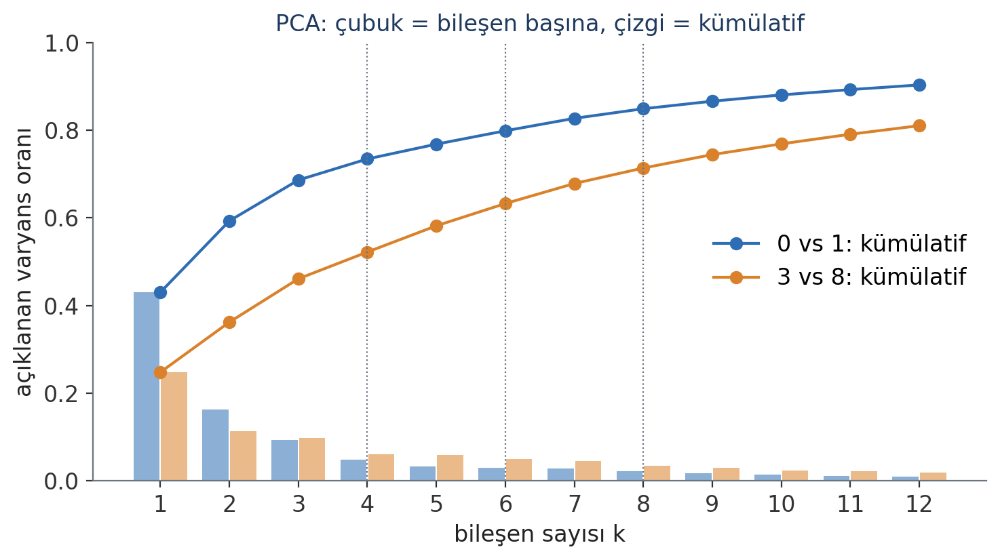 PCA: çubuk = bileşen başına, çizgi = kümülatif
açıklanan varyans oranı
1.0
0.8
0.6
0.4
0.2
0.0
0 vs 1: kümülatif
3 vs 8: kümülatif
1 2 3 4 5 6 7 8 9 10 11 12
bileşen sayısı k